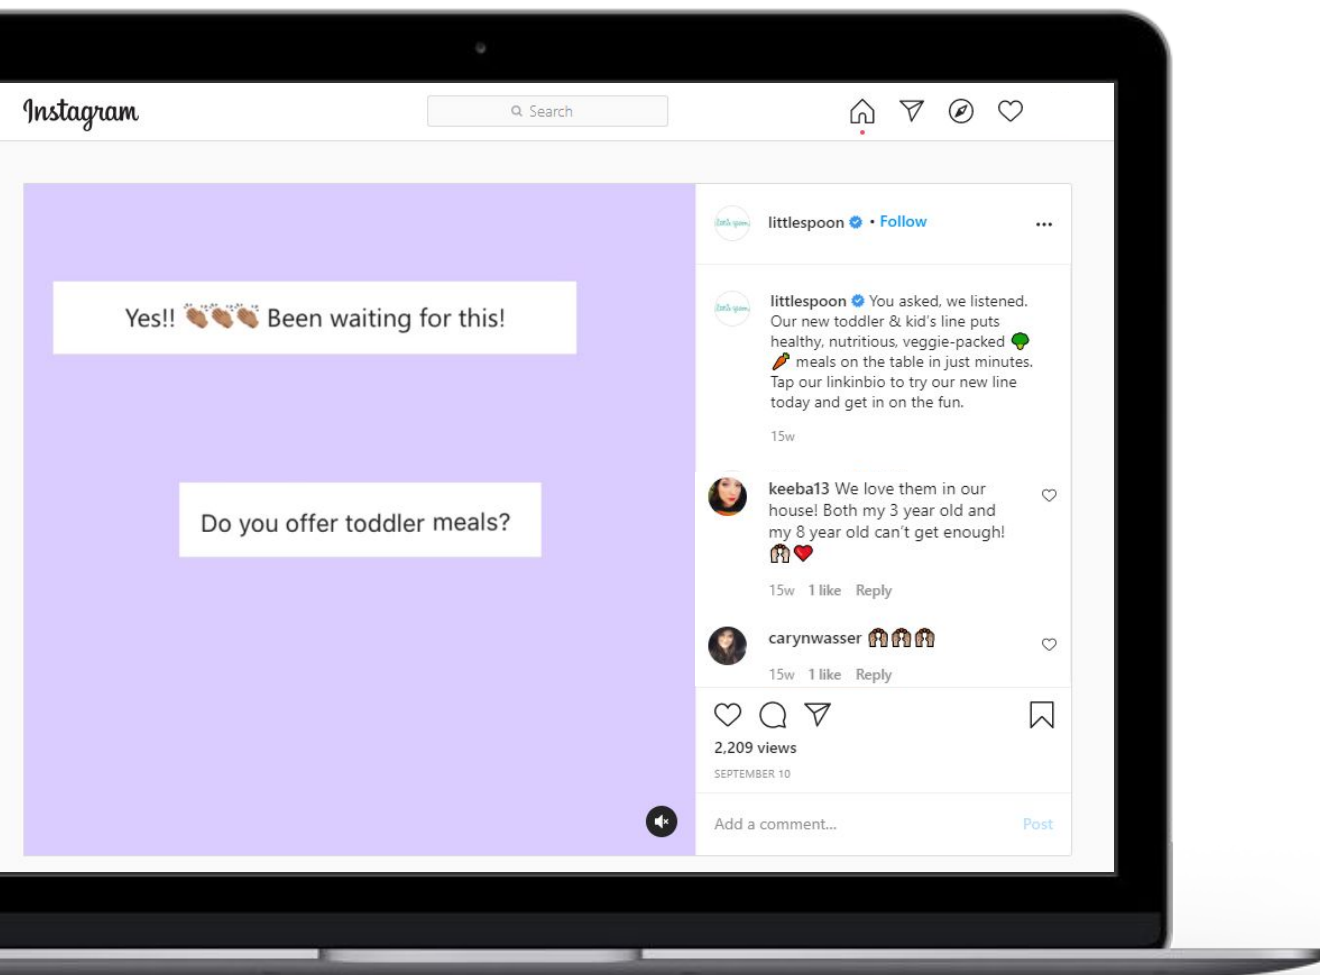 Instagram
Search
Yes!! 👏🏽👏🏽👏🏽 Been waiting for this!
Do you offer toddler meals?
littlespoon • Follow
littlespoon You asked, we listened.
Our new toddler & kid's line puts
healthy, nutritious, veggie-packed 🥦
🥕 meals on the table in just minutes.
Tap our linkinbio to try our new line
today and get in on the fun.
15w
keeba13 We love them in our
house! Both my 3 year old and
my 8 year old can't get enough!
🙌🏼❤️
15w 1 like Reply
carynwasser 🙌🏽🙌🏽🙌🏽
15w 1 like Reply
2,209 views
SEPTEMBER 10
Add a comment... Post